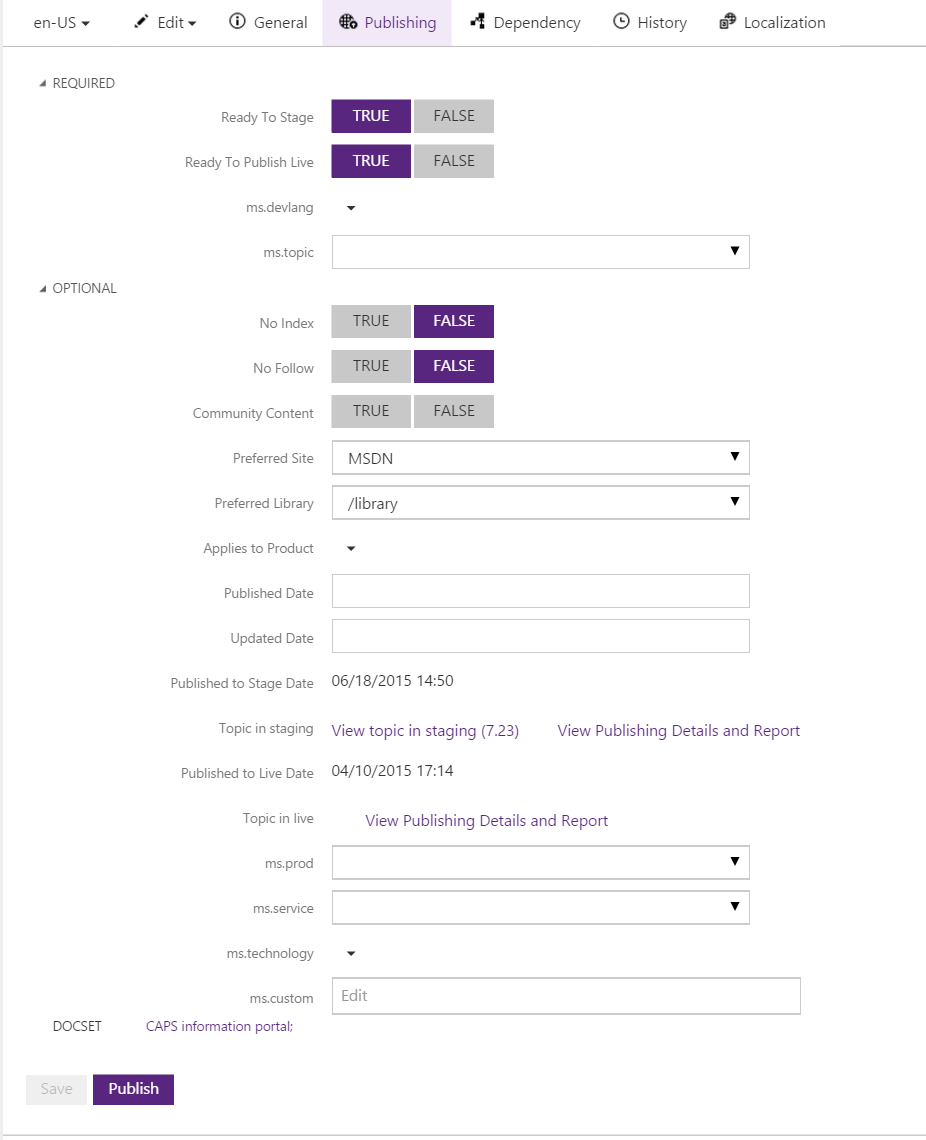 en-US Edit General Publishing Dependency History Localization
REQUIRED
Ready To Stage TRUE FALSE
Ready To Publish Live TRUE FALSE
ms.devlang
ms.topic
OPTIONAL
No Index TRUE FALSE
No Follow TRUE FALSE
Community Content TRUE FALSE
Preferred Site MSDN
Preferred Library /library
Applies to Product
Published Date
Updated Date
Published to Stage Date 06/18/2015 14:50
Topic in staging View topic in staging (7.23) View Publishing Details and Report
Published to Live Date 04/10/2015 17:14
Topic in live View Publishing Details and Report
ms.prod
ms.service
ms.technology
ms.custom Edit
DOCSET CAPS information portal;
Save Publish